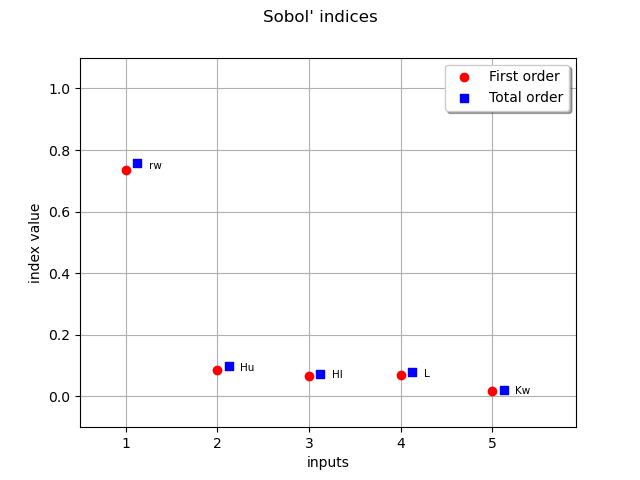 Sobol' indices
First order
Total order
index value
1.0
0.8
0.6
0.4
0.2
0.0
rw
Hu
Hl
L
Kw
1 2 3 4 5
inputs